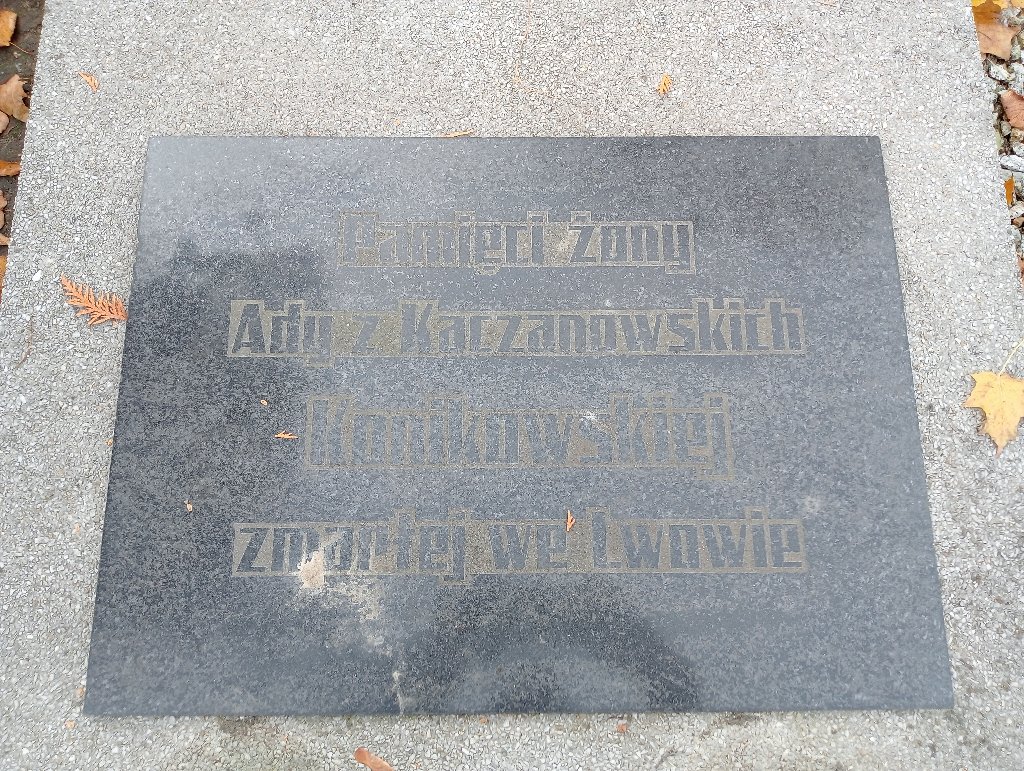 Pamięci żony
Ady z Kaczanowskich
Konikowskiej
zmarłej we Lwowie